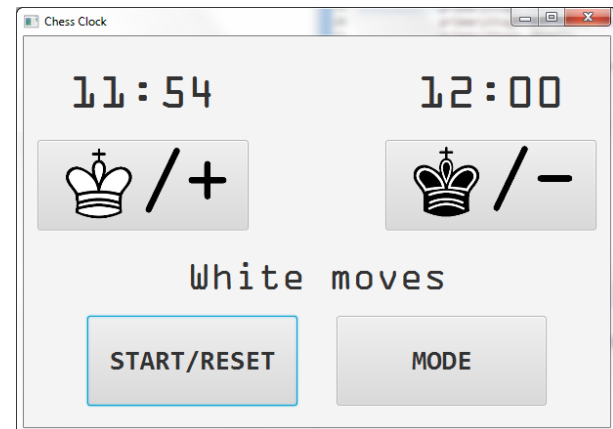 Chess Clock
11:54 12:00
/+ /−
White moves
START/RESET MODE